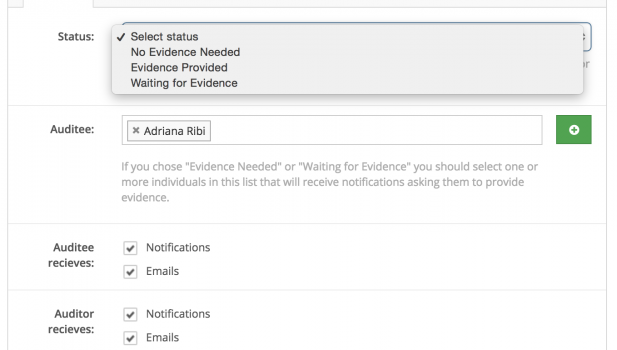 Status:
✓ Select status
No Evidence Needed
Evidence Provided
Waiting for Evidence
Auditee:
× Adriana Ribi
If you chose "Evidence Needed" or "Waiting for Evidence" you should select one or
more individuals in this list that will receive notifications asking them to provide
evidence.
Auditee
recieves:
Notifications
Emails
Auditor
recieves:
Notifications
Emails